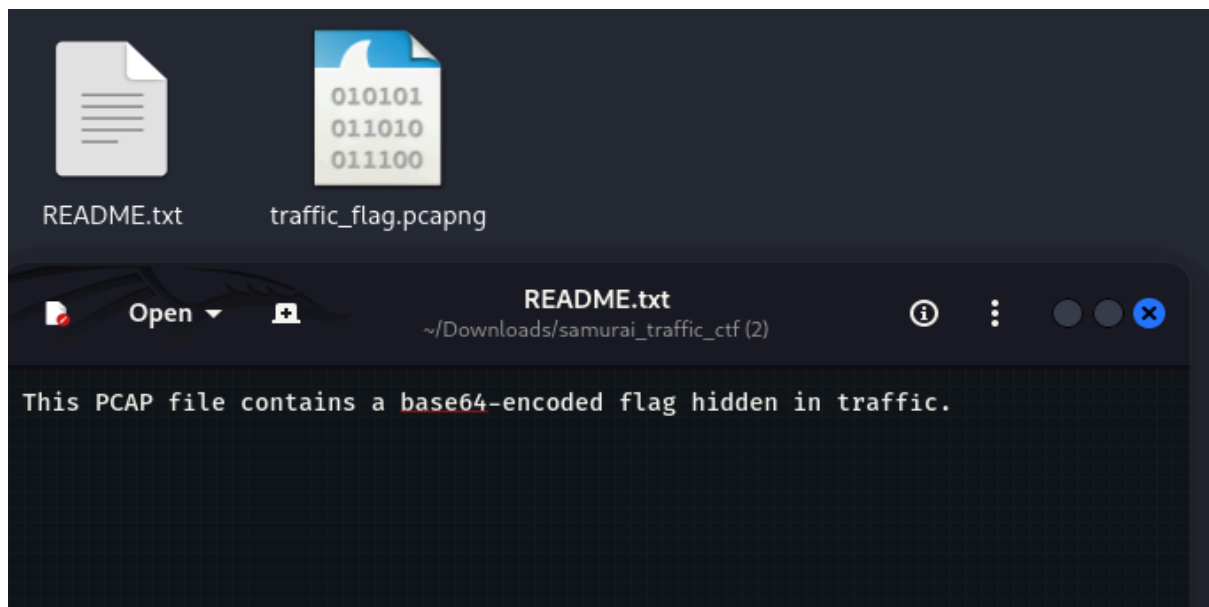 010101
011010
011100
README.txt
traffic_flag.pcapng
Open
README.txt
~/Downloads/samurai_traffic_ctf (2)
This PCAP file contains a base64-encoded flag hidden in traffic.